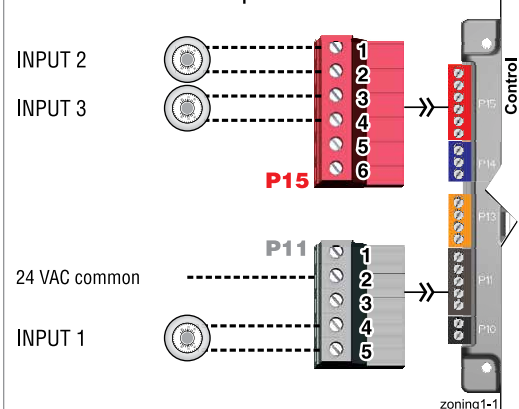 INPUT 2
INPUT 3
1
2
3
4
5
6
P15
P11
1
2
3
4
5
24 VAC common
INPUT 1
Control
P15
P14
P13
P11
P10
zoning1-1